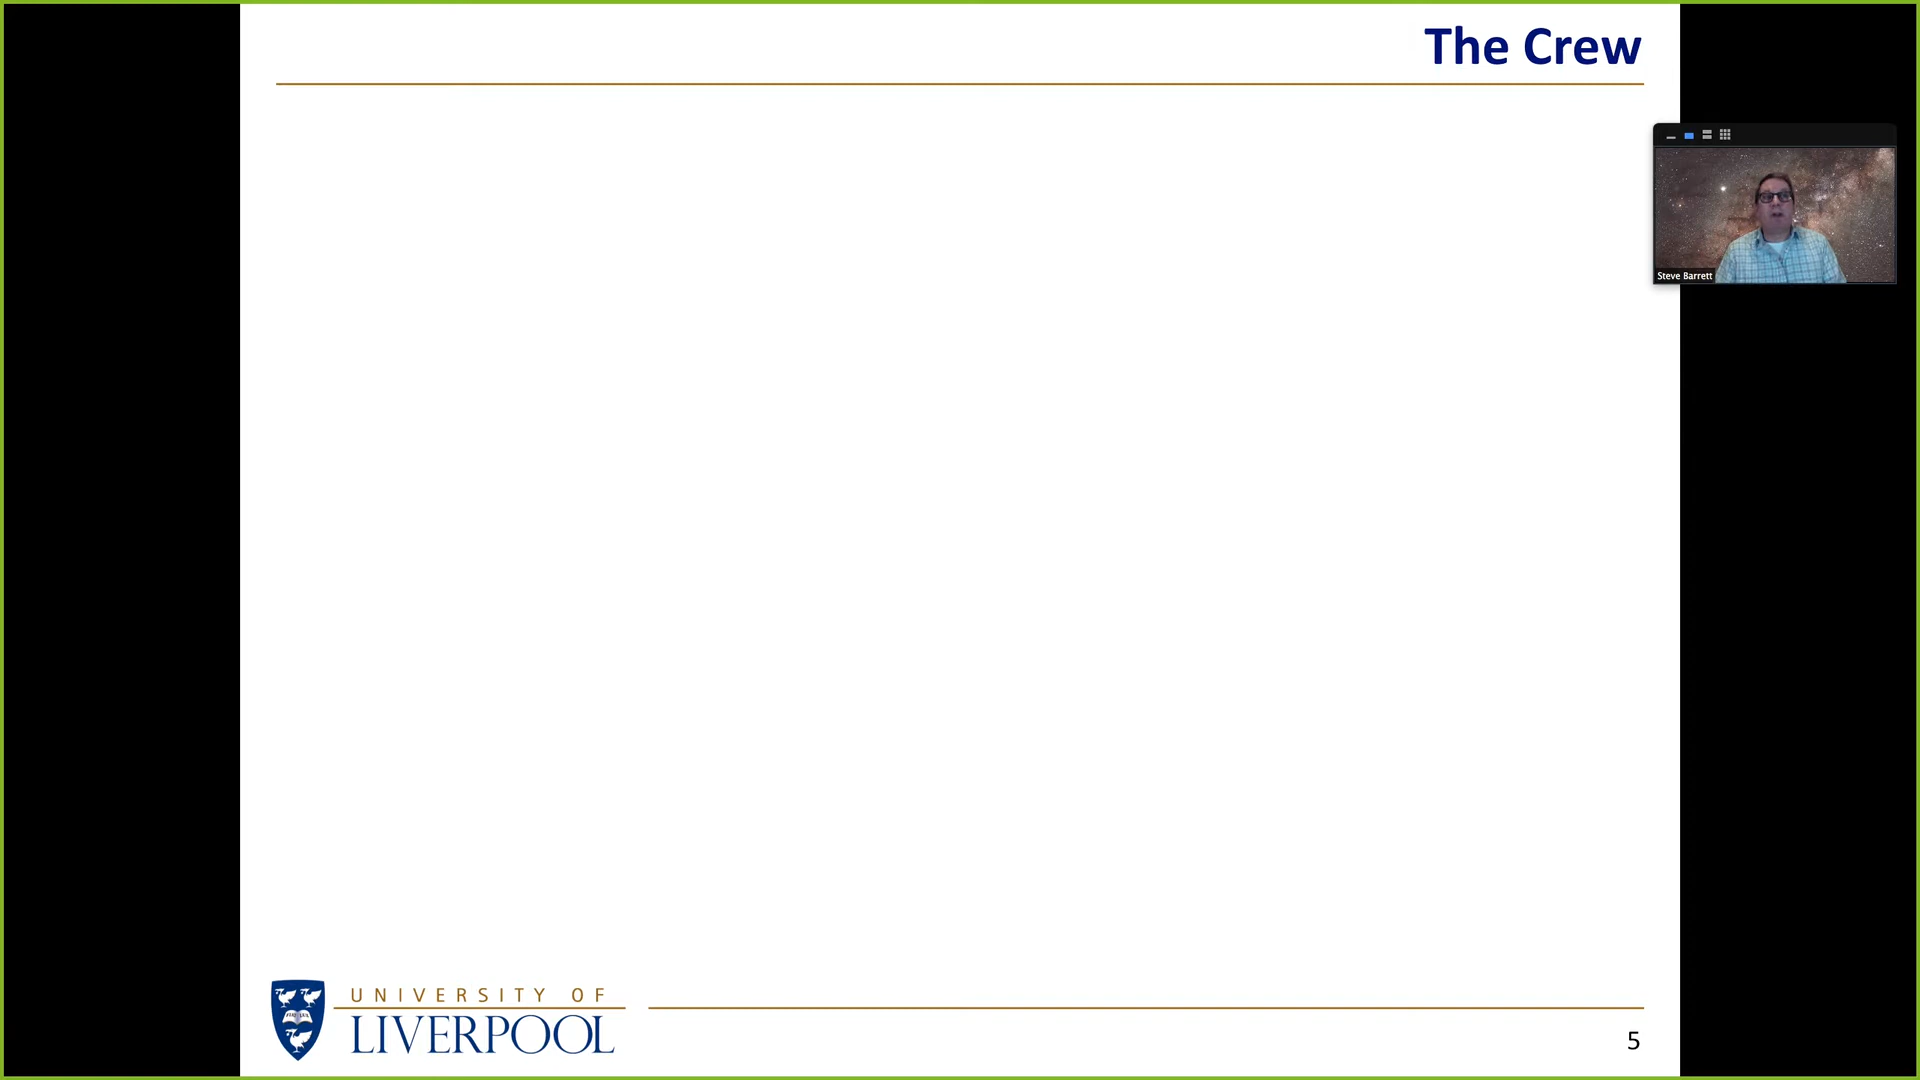 The Crew
Steve Barrett
UNIVERSITY OF
LIVERPOOL
5